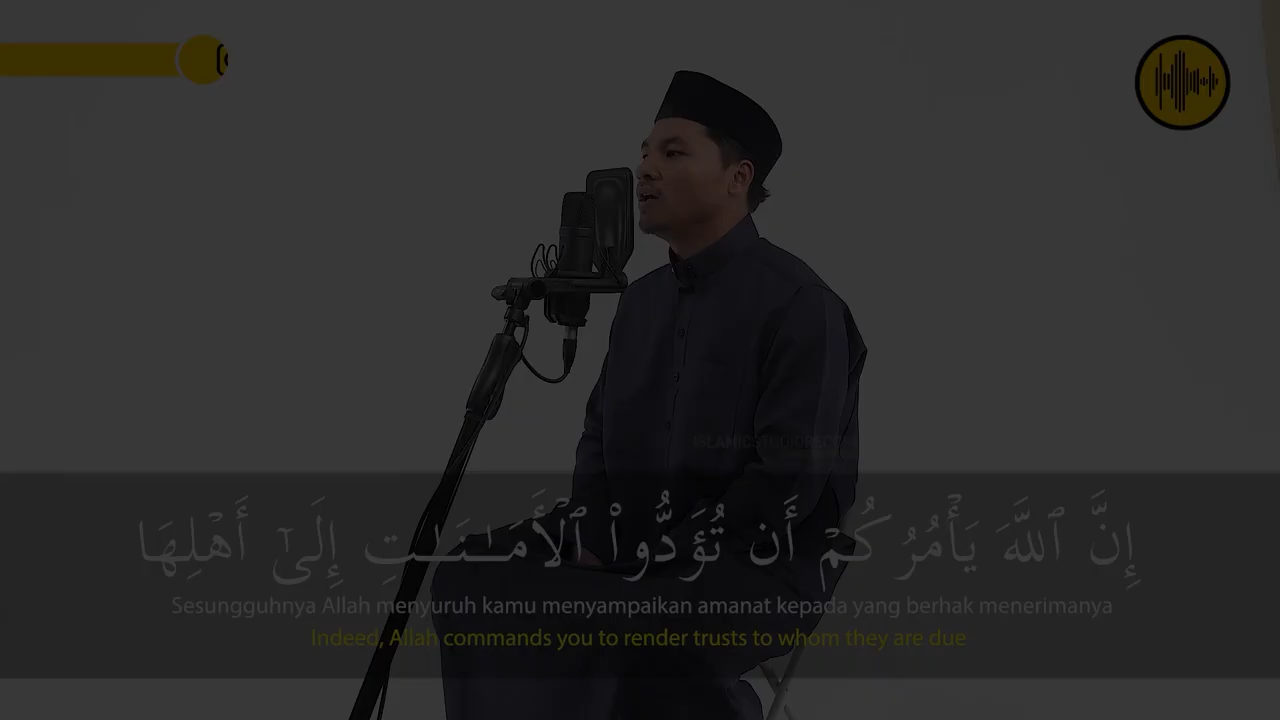 إِنَّ ٱللَّهَ يَأْمُرُكُمْ أَن تُؤَدُّوا۟ ٱلْأَمَـٰنَـٰتِ إِلَىٰٓ أَهْلِهَا
Sesungguhnya Allah menyuruh kamu menyampaikan amanat kepada yang berhak menerimanya
Indeed, Allah commands you to render trusts to whom they are due